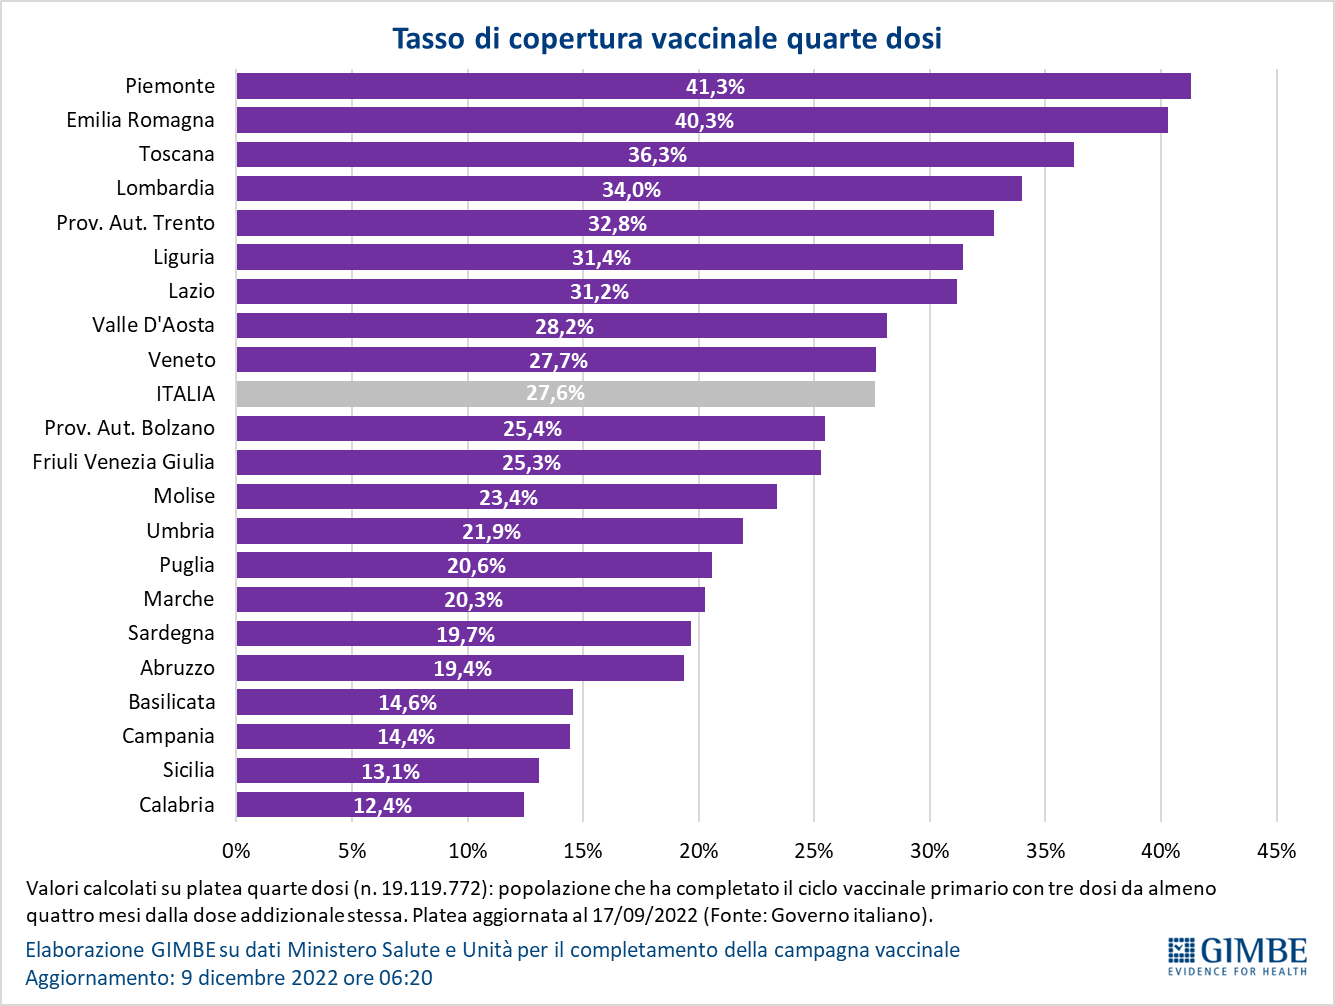 Tasso di copertura vaccinale quarte dosi
Piemonte 41,3%
Emilia Romagna 40,3%
Toscana 36,3%
Lombardia 34,0%
Prov. Aut. Trento 32,8%
Liguria 31,4%
Lazio 31,2%
Valle D'Aosta 28,2%
Veneto 27,7%
ITALIA 27,6%
Prov. Aut. Bolzano 25,4%
Friuli Venezia Giulia 25,3%
Molise 23,4%
Umbria 21,9%
Puglia 20,6%
Marche 20,3%
Sardegna 19,7%
Abruzzo 19,4%
Basilicata 14,6%
Campania 14,4%
Sicilia 13,1%
Calabria 12,4%
0% 5% 10% 15% 20% 25% 30% 35% 40% 45%
Valori calcolati su platea quarte dosi (n. 19.119.772): popolazione che ha completato il ciclo vaccinale primario con tre dosi da almeno
quattro mesi dalla dose addizionale stessa. Platea aggiornata al 17/09/2022 (Fonte: Governo italiano).
Elaborazione GIMBE su dati Ministero Salute e Unità per il completamento della campagna vaccinale
Aggiornamento: 9 dicembre 2022 ore 06:20
GIMBE
EVIDENCE FOR HEALTH